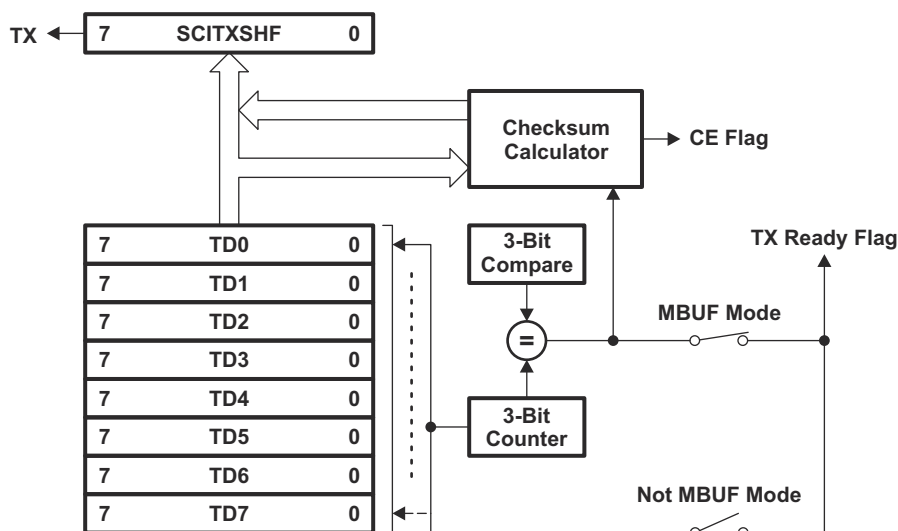 TX
7 SCITXSHF 0
Checksum
Calculator
CE Flag
7 TD0 0
7 TD1 0
7 TD2 0
7 TD3 0
7 TD4 0
7 TD5 0
7 TD6 0
7 TD7 0
3-Bit
Compare
=
3-Bit
Counter
TX Ready Flag
MBUF Mode
Not MBUF Mode